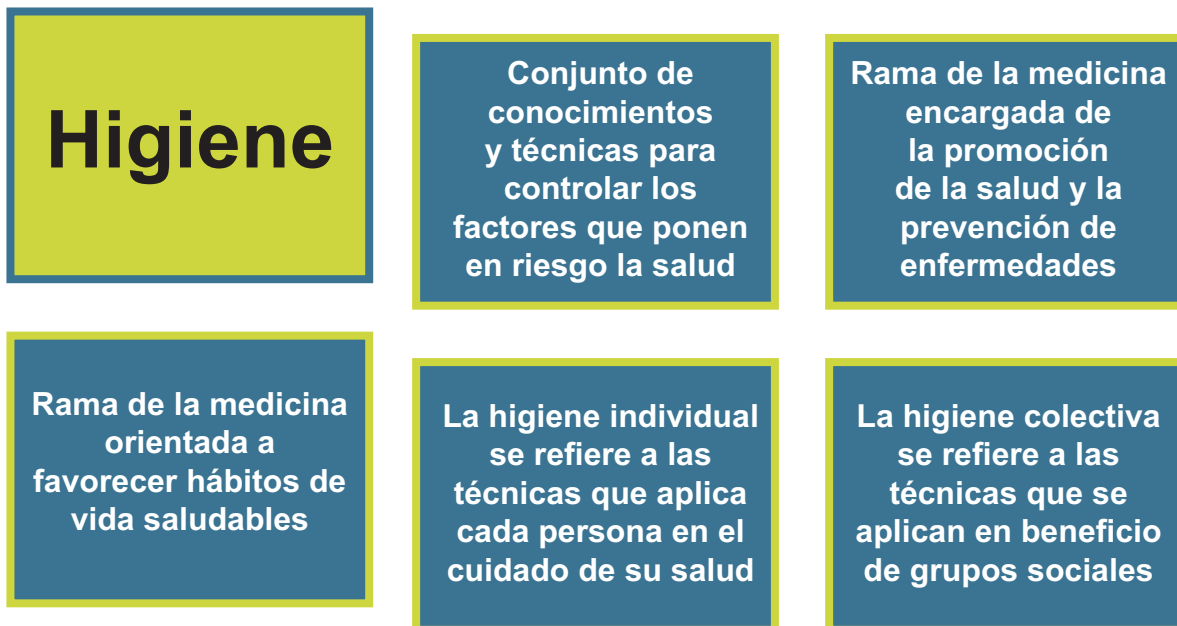 Higiene
Conjunto de
conocimientos
y técnicas para
controlar los
factores que ponen
en riesgo la salud
Rama de la medicina
encargada de
la promoción
de la salud y la
prevención de
enfermedades
Rama de la medicina
orientada a
favorecer hábitos de
vida saludables
La higiene individual
se refiere a las
técnicas que aplica
cada persona en el
cuidado de su salud
La higiene colectiva
se refiere a las
técnicas que se
aplican en beneficio
de grupos sociales